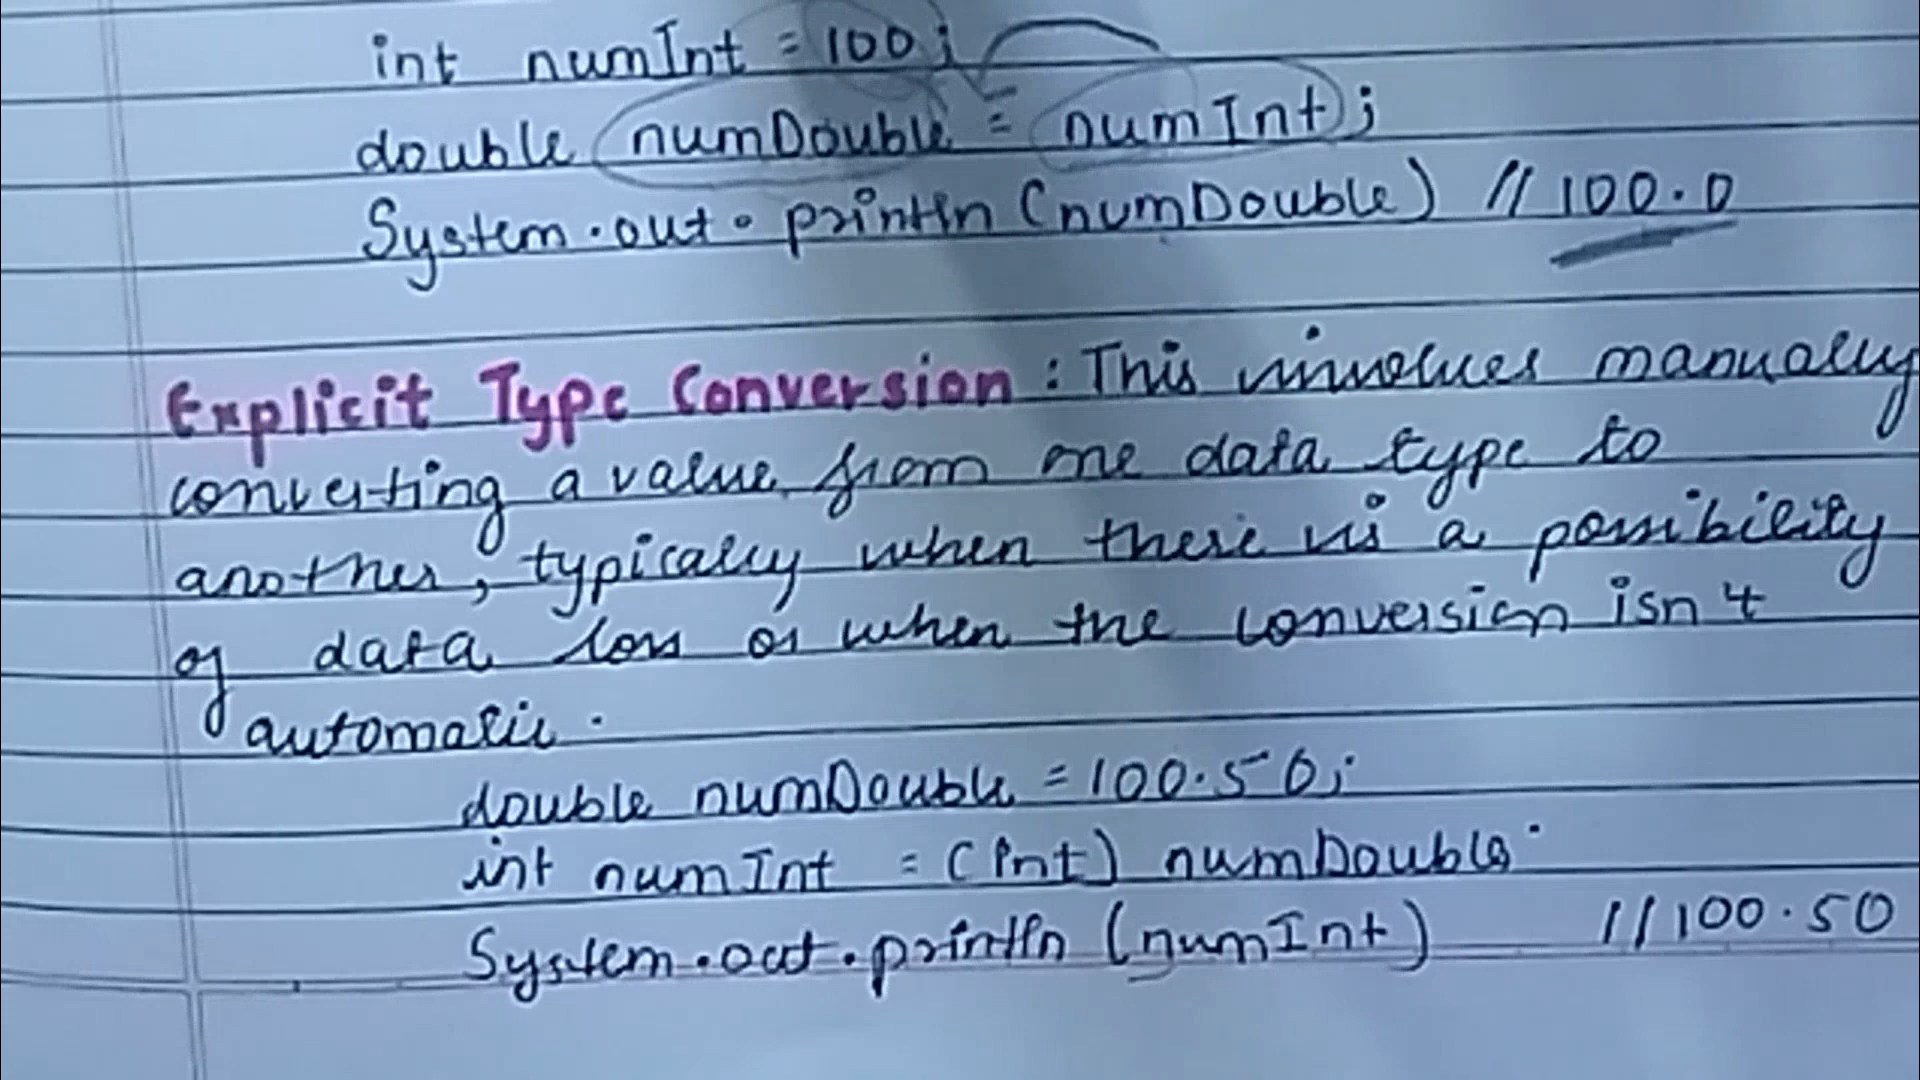 int numInt = 100;
double numDouble = numInt;
System.out.println (numDouble) // 100.0
Explicit Type Conversion : This involves manually
converting a value from one data type to
another, typically when there is a possibility
of data loss or when the conversion isn't
automatic.
double numDouble = 100.50;
int numInt = (int) numDouble
System.out.println (numInt) // 100.50